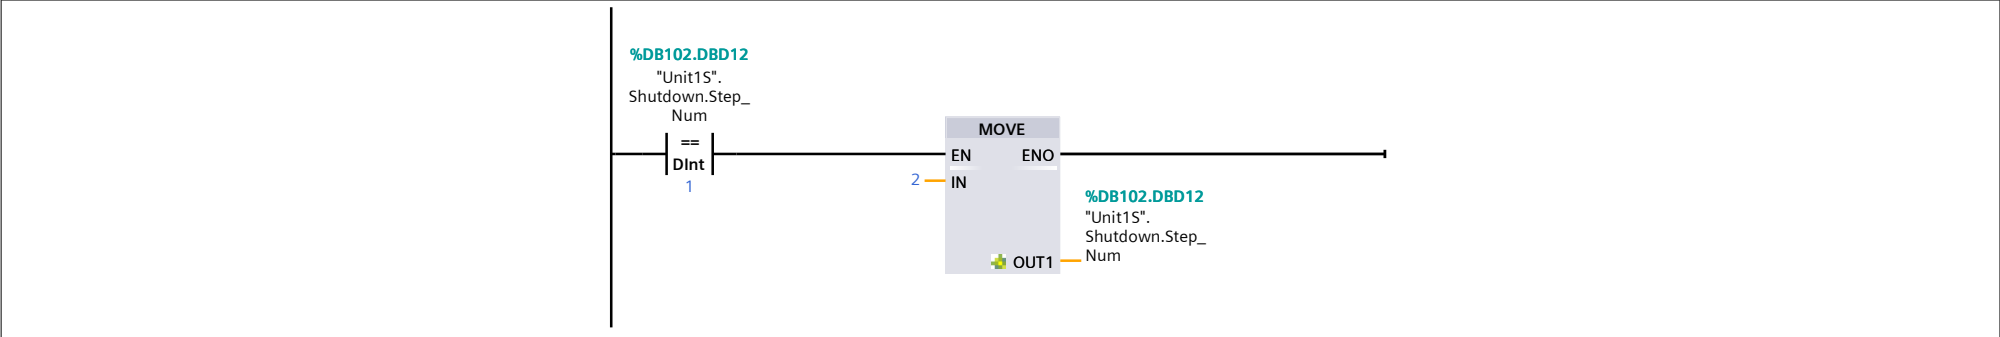 %DB102.DBD12
"Unit1S".
Shutdown.Step_
Num
==
DInt
1
MOVE
EN ENO
2 IN
%DB102.DBD12
"Unit1S".
Shutdown.Step_
Num
OUT1